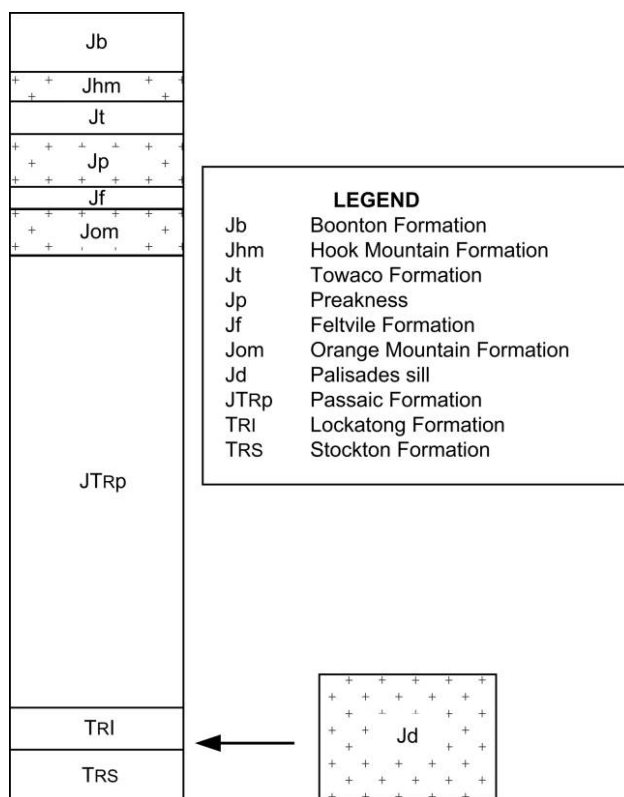 Jb
Jhm
Jt
Jp
Jf
Jom
JTRp
TRl
TRS
LEGEND
Jb Boonton Formation
Jhm Hook Mountain Formation
Jt Towaco Formation
Jp Preakness
Jf Feltvile Formation
Jom Orange Mountain Formation
Jd Palisades sill
JTRp Passaic Formation
TRl Lockatong Formation
TRS Stockton Formation
Jd